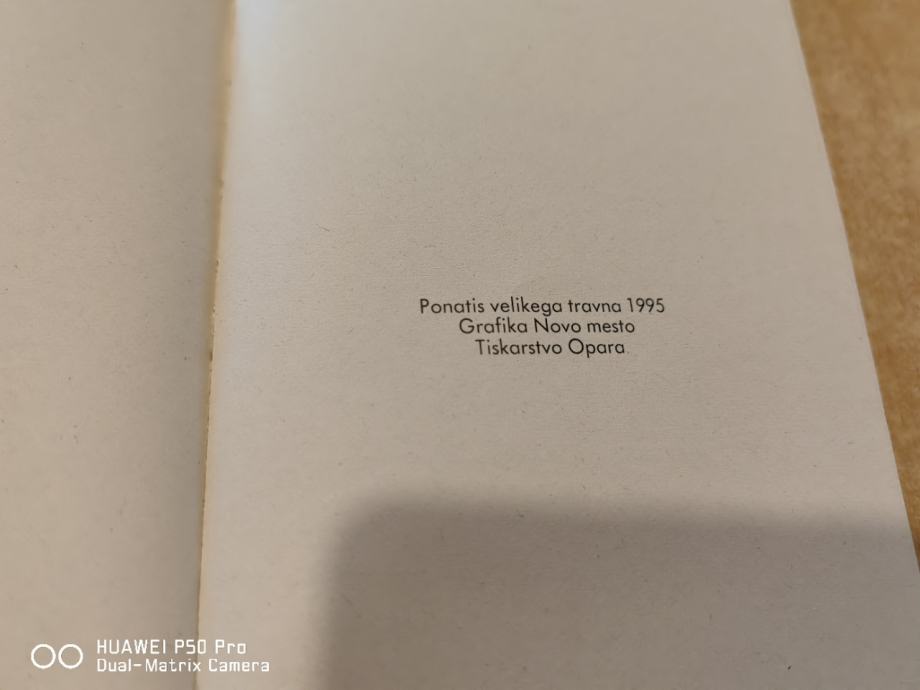 Ponatis velikega travna 1995
Grafika Novo mesto
Tiskarstvo Opara
HUAWEI P50 Pro
Dual-Matrix Camera